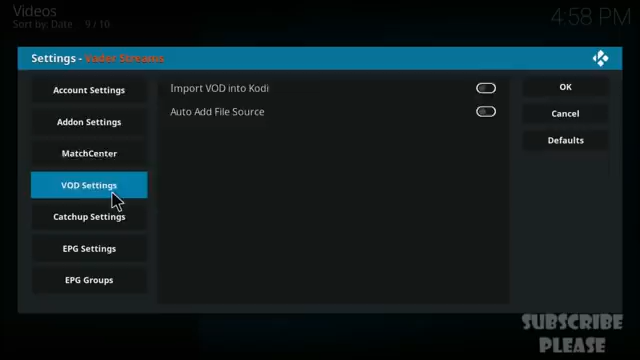 Videos
Sort by: Date 9 / 10
4:58 PM
Settings - Vader Streams
Account Settings
Addon Settings
MatchCenter
VOD Settings
Catchup Settings
EPG Settings
EPG Groups
Import VOD into Kodi
Auto Add File Source
OK
Cancel
Defaults
SUBSCRIBE
PLEASE